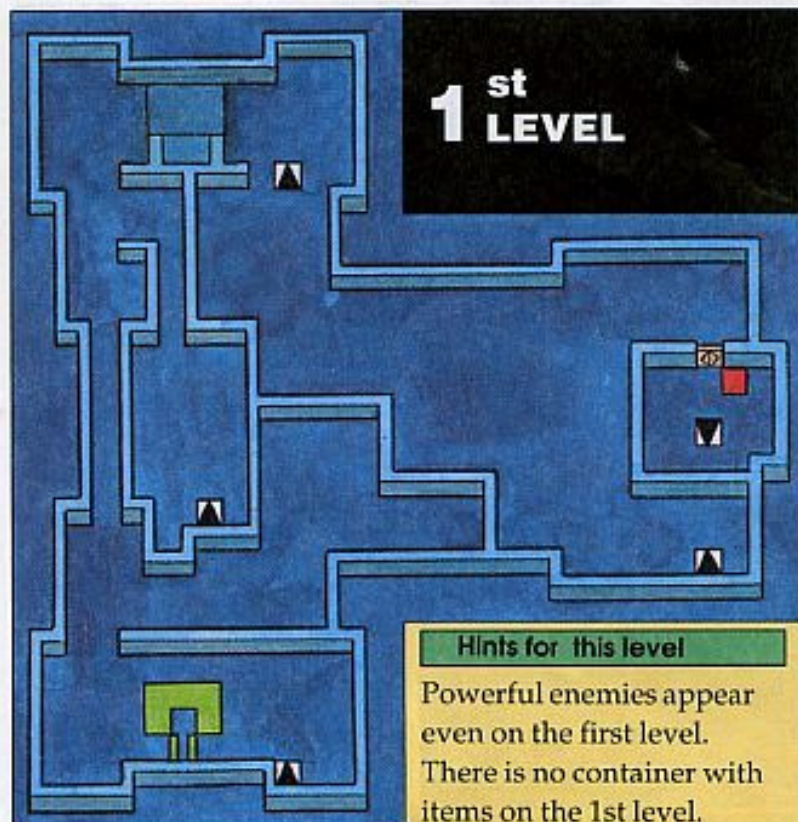 1 st
LEVEL
Hints for this level
Powerful enemies appear
even on the first level.
There is no container with
items on the 1st level.